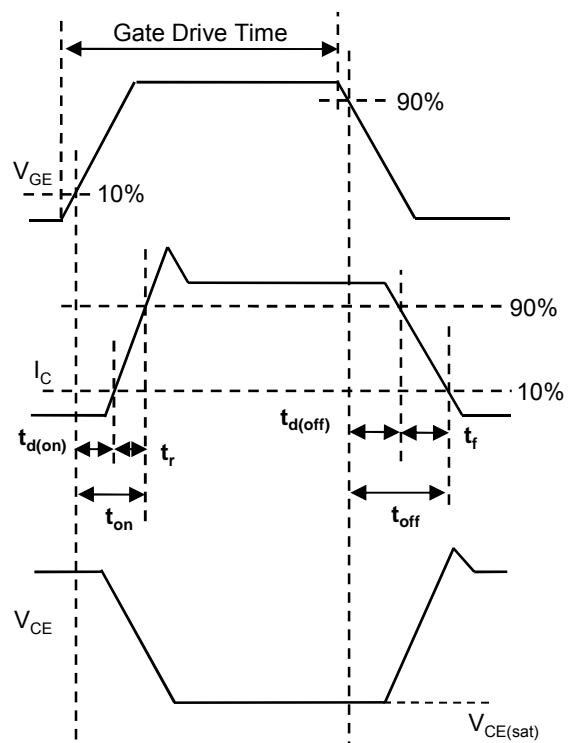 Gate Drive Time
90%
V_GE
10%
90%
I_C
10%
t_d(on)
t_r
t_d(off)
t_f
t_on
t_off
V_CE
V_CE(sat)